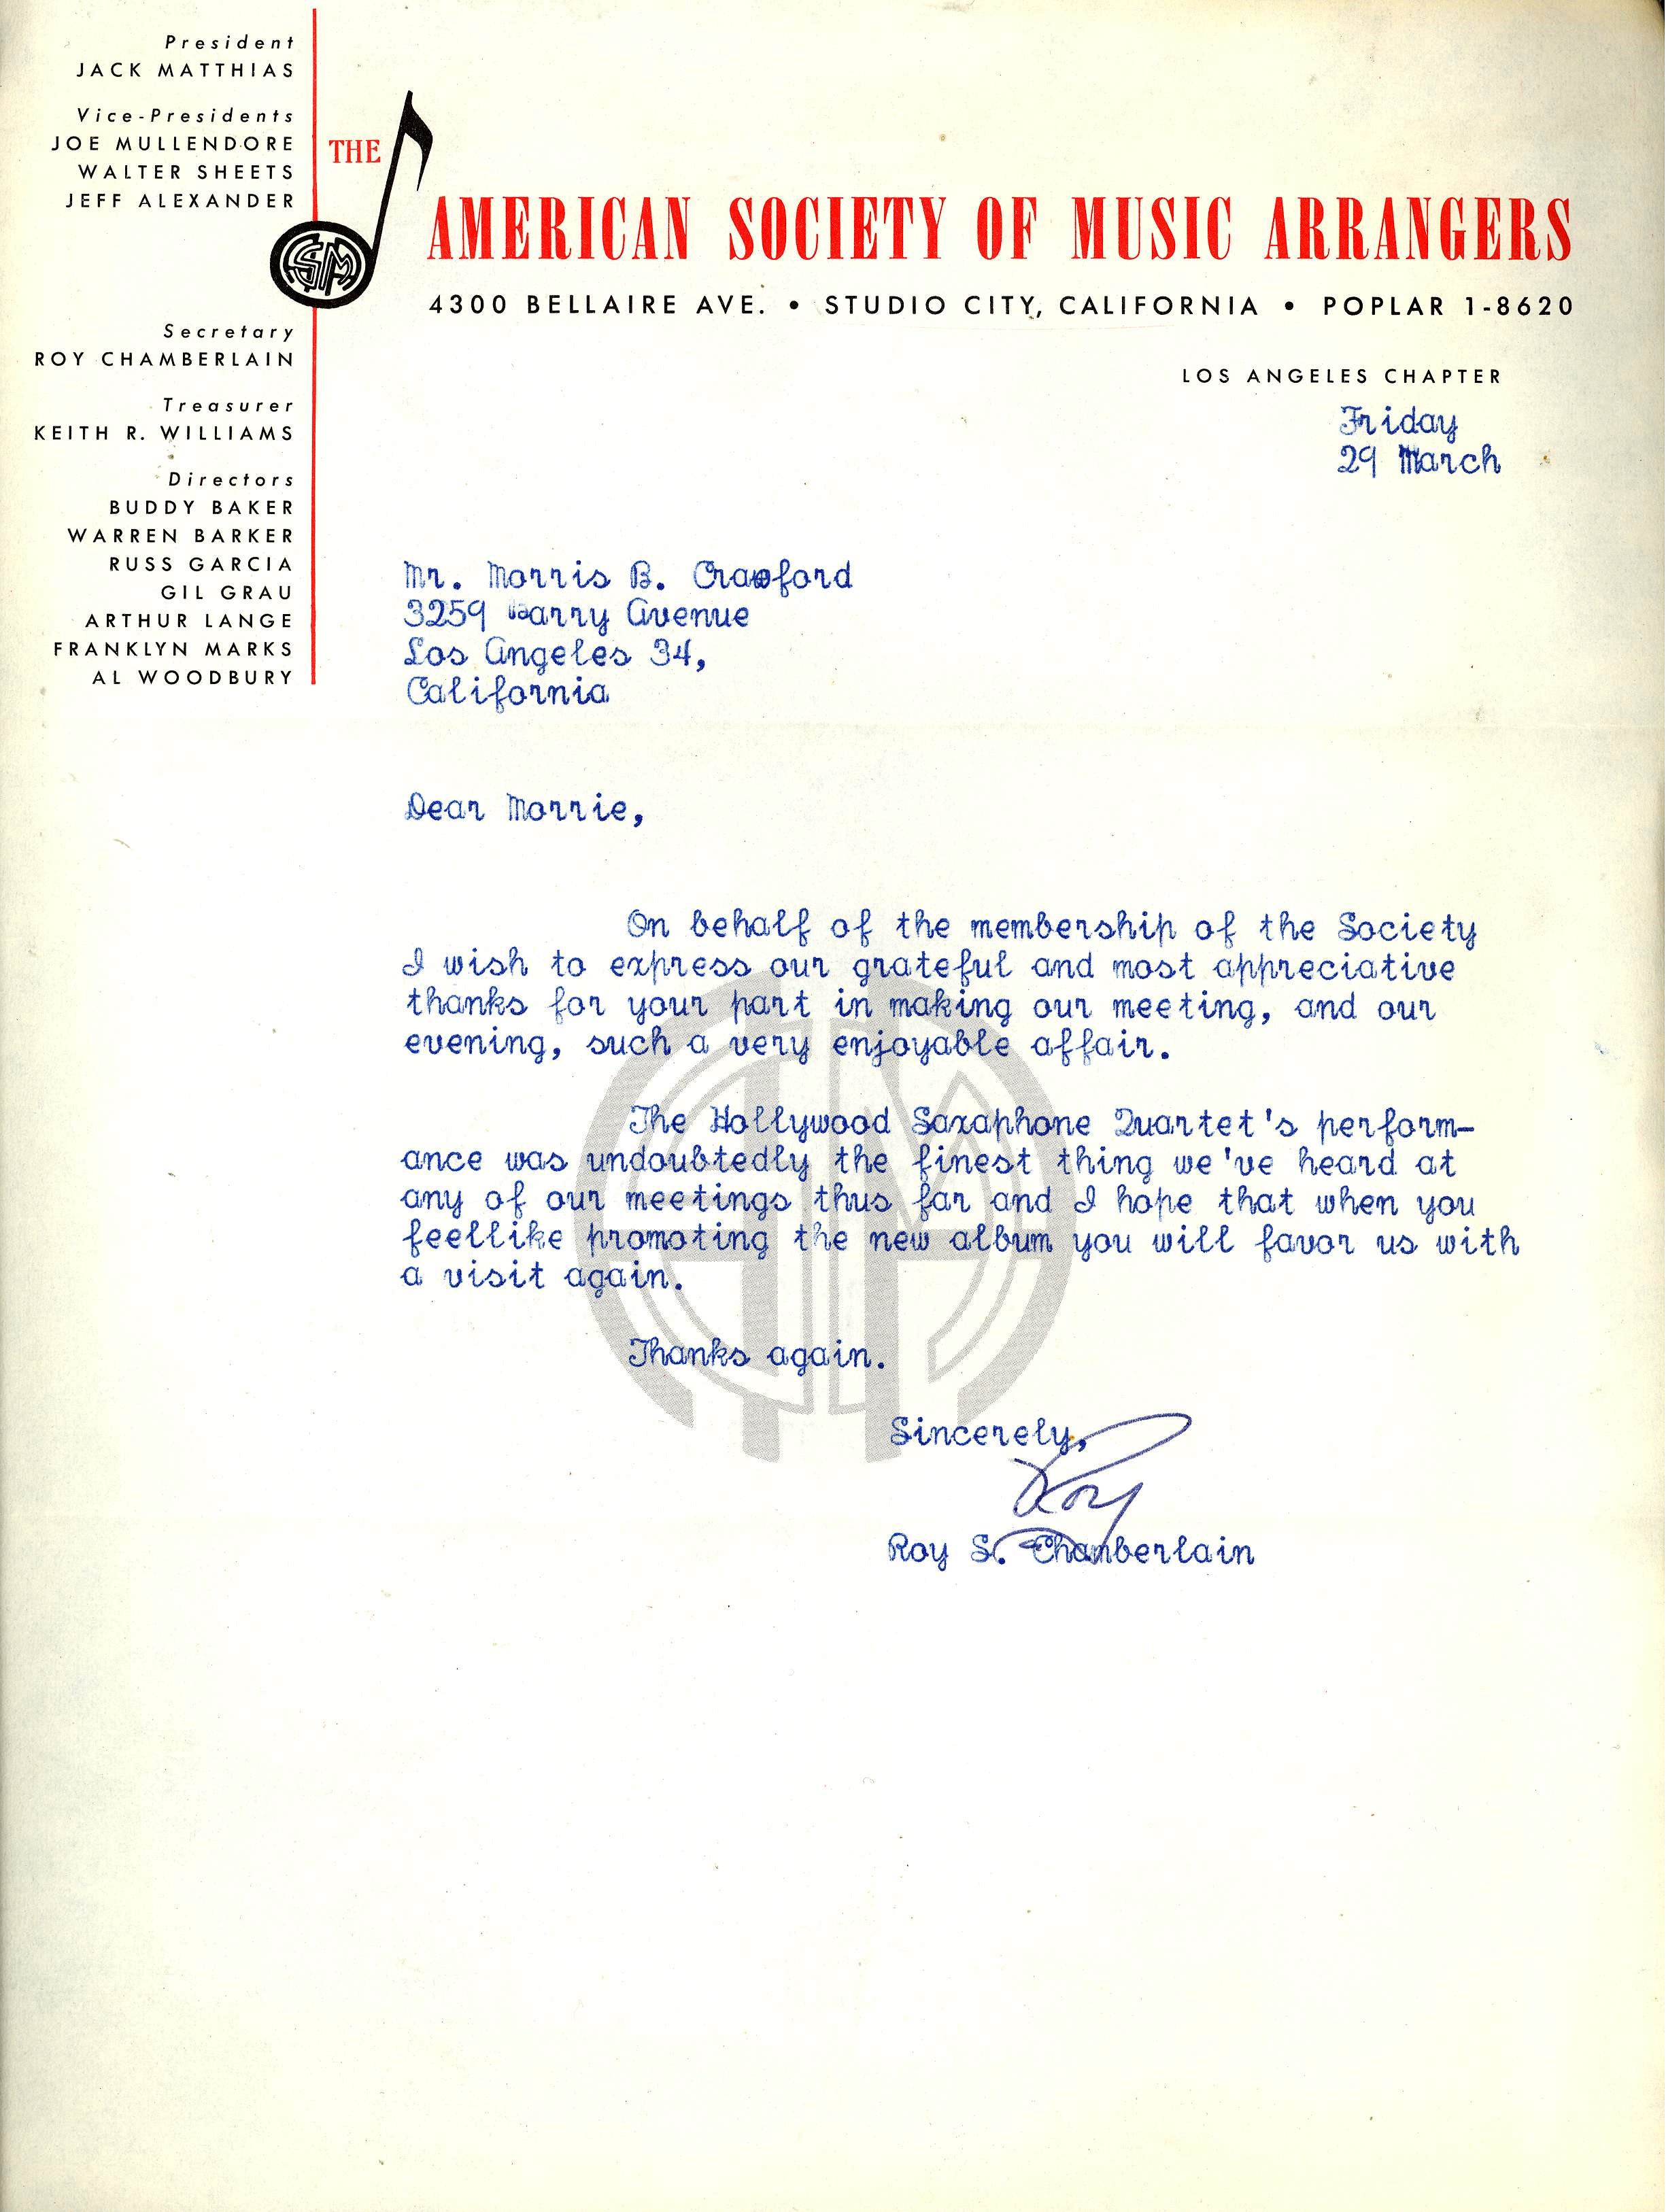 President
JACK MATTHIAS
Vice-Presidents
JOE MULLENDORE
WALTER SHEETS
JEFF ALEXANDER
THE
AMERICAN SOCIETY OF MUSIC ARRANGERS
ASMA
4300 BELLAIRE AVE. • STUDIO CITY, CALIFORNIA • POPLAR 1-8620
Secretary
ROY CHAMBERLAIN
Treasurer
KEITH R. WILLIAMS
Directors
BUDDY BAKER
WARREN BARKER
RUSS GARCIA
GIL GRAU
ARTHUR LANGE
FRANKLYN MARKS
AL WOODBURY
LOS ANGELES CHAPTER
Friday
29 March
Mr. Morris B. Crawford
3259 Barry Avenue
Los Angeles 34,
California
Dear Morrie,
On behalf of the membership of the Society
I wish to express our grateful and most appreciative
thanks for your part in making our meeting, and our
evening, such a very enjoyable affair.
The Hollywood Saxaphone Quartet's perform-
ance was undoubtedly the finest thing we've heard at
any of our meetings thus far and I hope that when you
feellike promoting the new album you will favor us with
a visit again.
Thanks again.
Sincerely,
Roy
Roy S. Chamberlain